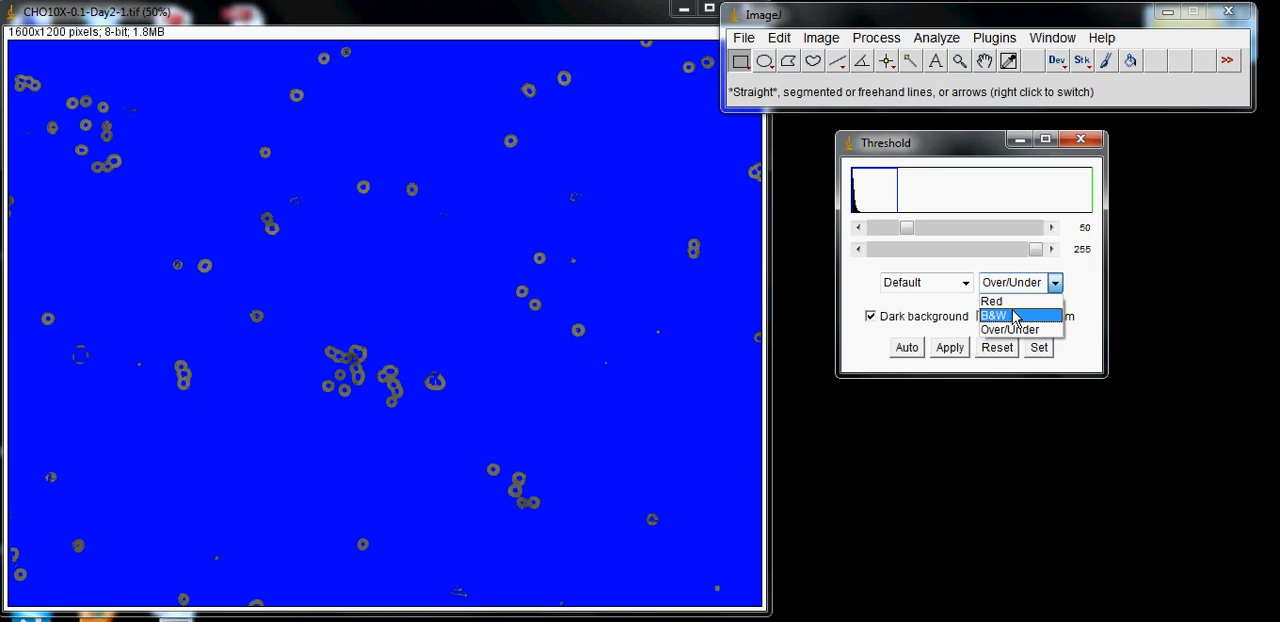 CHO10X-0.1-Day2-1.tif (50%)
1600x1200 pixels; 8-bit; 1.8MB
ImageJ
File Edit Image Process Analyze Plugins Window Help
A Dev Stk >>
*Straight*, segmented or freehand lines, or arrows (right click to switch)
Threshold
50
255
Default Over/Under
Red
B&W
Over/Under
Dark background m
Auto Apply Reset Set